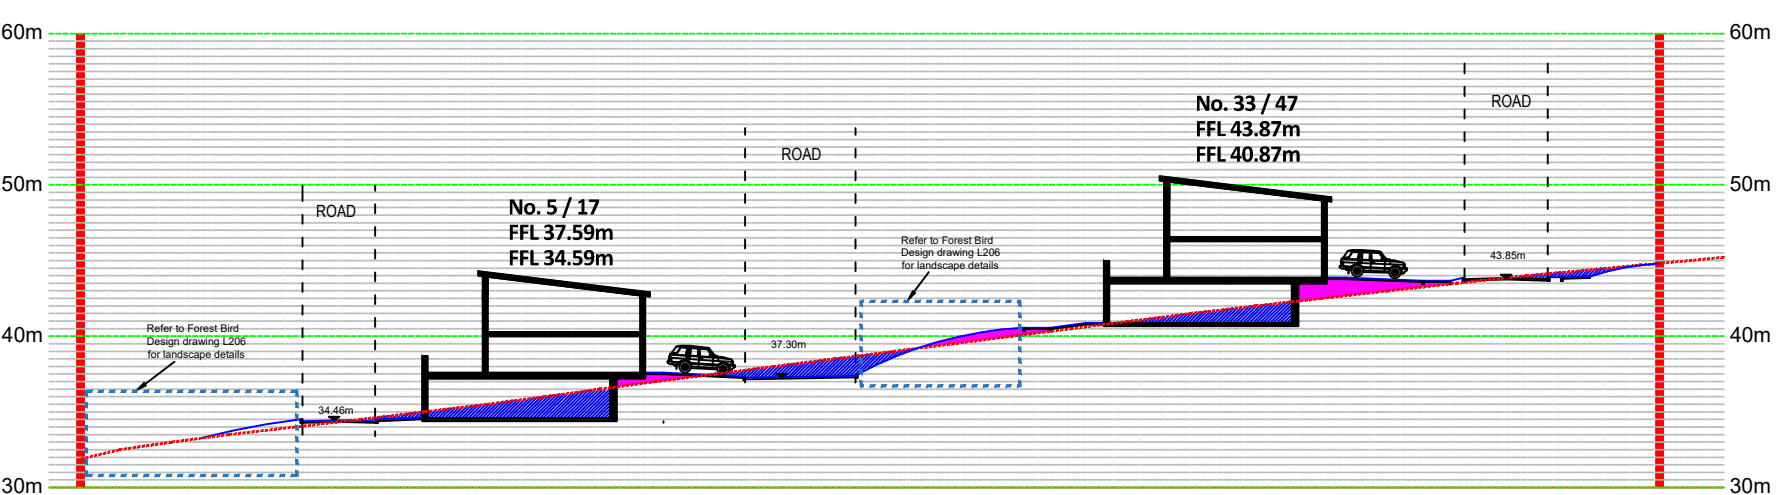 60m
60m
ROAD
No. 33 / 47
FFL 43.87m
FFL 40.87m
ROAD
50m
50m
ROAD
No. 5 / 17
FFL 37.59m
FFL 34.59m
Refer to Forest Bird
Design drawing L206
for landscape details
43.85m
40m
40m
Refer to Forest Bird
Design drawing L206
for landscape details
37.30m
34.46m
30m
30m